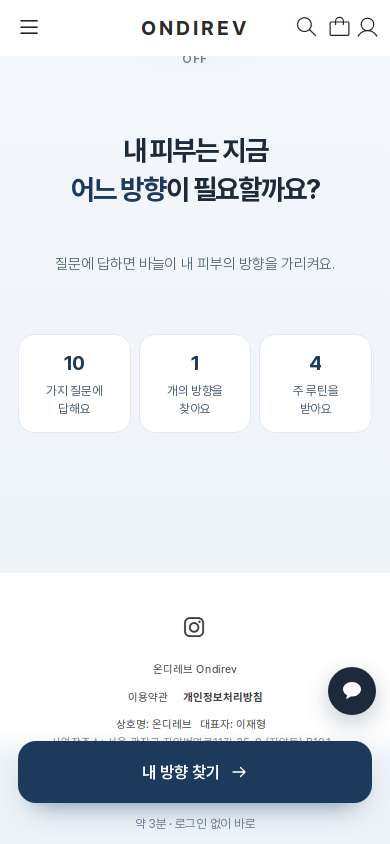 ONDIREV
OFF
내 피부는 지금
어느 방향이 필요할까요?
질문에 답하면 바늘이 내 피부의 방향을 가리켜요.
10
가지 질문에
답해요
1
개의 방향을
찾아요
4
주 루틴을
받아요
온디레브 Ondirev
이용약관 개인정보처리방침
상호명: 온디레브 대표자: 이재형
내 방향 찾기 →
약 3분 · 로그인 없이 바로